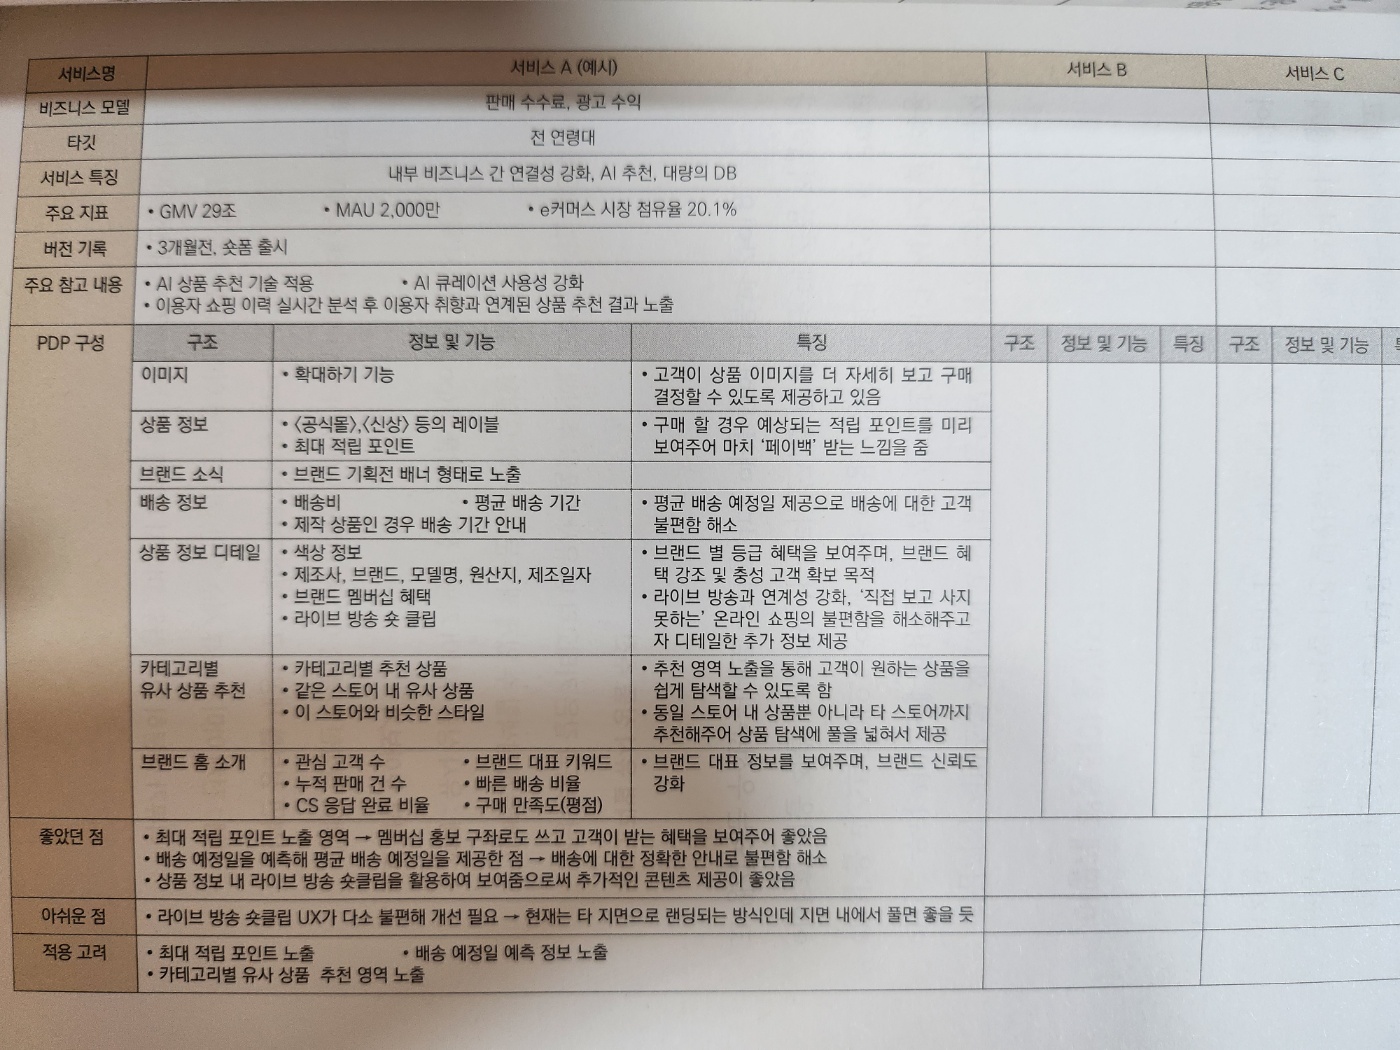 서비스명 서비스 A (예시) 서비스 B 서비스 C
비즈니스 모델 판매 수수료, 광고 수익
타깃 전 연령대
서비스 특징 내부 비즈니스 간 연결성 강화, AI 추천, 대량의 DB
주요 지표 • GMV 29조 • MAU 2,000만 • e커머스 시장 점유율 20.1%
버전 기록 • 3개월전, 숏폼 출시
주요 참고 내용 • AI 상품 추천 기술 적용 • AI 큐레이션 사용성 강화
• 이용자 쇼핑 이력 실시간 분석 후 이용자 취향과 연계된 상품 추천 결과 노출
PDP 구성 구조 정보 및 기능 특징 구조 정보 및 기능 특징 구조 정보 및 기능
이미지 • 확대하기 기능 • 고객이 상품 이미지를 더 자세히 보고 구매
결정할 수 있도록 제공하고 있음
상품 정보 • 〈공식몰〉,〈신상〉 등의 레이블 • 구매 할 경우 예상되는 적립 포인트를 미리
• 최대 적립 포인트 보여주어 마치 '페이백' 받는 느낌을 줌
브랜드 소식 • 브랜드 기획전 배너 형태로 노출
배송 정보 • 배송비 • 평균 배송 기간 • 평균 배송 예정일 제공으로 배송에 대한 고객
• 제작 상품인 경우 배송 기간 안내 불편함 해소
상품 정보 디테일 • 색상 정보 • 브랜드 별 등급 혜택을 보여주며, 브랜드 혜
• 제조사, 브랜드, 모델명, 원산지, 제조일자 택 강조 및 충성 고객 확보 목적
• 브랜드 멤버십 혜택 • 라이브 방송과 연계성 강화, '직접 보고 사지
• 라이브 방송 숏 클립 못하는' 온라인 쇼핑의 불편함을 해소해주고
자 디테일한 추가 정보 제공
카테고리별 • 카테고리별 추천 상품 • 추천 영역 노출을 통해 고객이 원하는 상품을
유사 상품 추천 • 같은 스토어 내 유사 상품 쉽게 탐색할 수 있도록 함
• 이 스토어와 비슷한 스타일 • 동일 스토어 내 상품뿐 아니라 타 스토어까지
추천해주어 상품 탐색에 풀을 넓혀서 제공
브랜드 홈 소개 • 관심 고객 수 • 브랜드 대표 키워드 • 브랜드 대표 정보를 보여주며, 브랜드 신뢰도
• 누적 판매 건 수 • 빠른 배송 비율 강화
• CS 응답 완료 비율 • 구매 만족도(평점)
좋았던 점 • 최대 적립 포인트 노출 영역 → 멤버십 홍보 구좌로도 쓰고 고객이 받는 혜택을 보여주어 좋았음
• 배송 예정일을 예측해 평균 배송 예정일을 제공한 점 → 배송에 대한 정확한 안내로 불편함 해소
• 상품 정보 내 라이브 방송 숏클립을 활용하여 보여줌으로써 추가적인 콘텐츠 제공이 좋았음
아쉬운 점 • 라이브 방송 숏클립 UX가 다소 불편해 개선 필요 → 현재는 타 지면으로 랜딩되는 방식인데 지면 내에서 풀면 좋을 듯
적용 고려 • 최대 적립 포인트 노출 • 배송 예정일 예측 정보 노출
• 카테고리별 유사 상품 추천 영역 노출